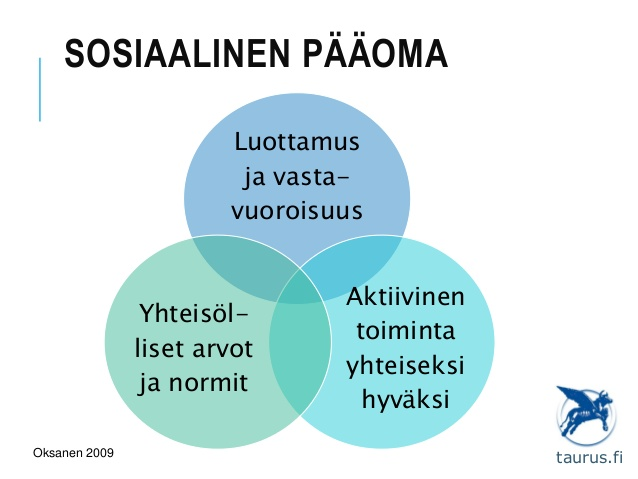 SOSIAALINEN PÄÄOMA
Luottamus
ja vasta-
vuoroisuus
Yhteisöl-
liset arvot
ja normit
Aktiivinen
toiminta
yhteiseksi
hyväksi
Oksanen 2009
taurus.fi